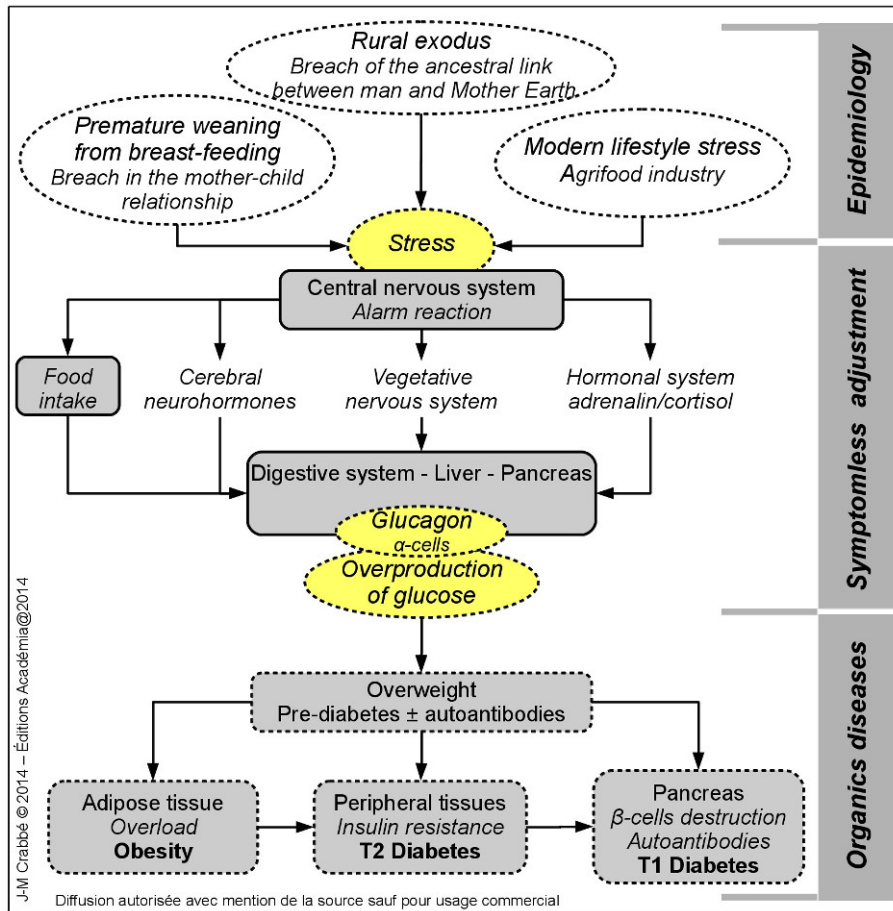 Rural exodus
Breach of the ancestral link
between man and Mother Earth
Premature weaning
from breast-feeding
Breach in the mother-child
relationship
Modern lifestyle stress
Agrifood industry
Epidemiology
Stress
Central nervous system
Alarm reaction
Food
intake
Cerebral
neurohormones
Vegetative
nervous system
Hormonal system
adrenalin/cortisol
Digestive system - Liver - Pancreas
Glucagon
α-cells
Overproduction
of glucose
Symptomless adjustment
Overweight
Pre-diabetes ± autoantibodies
Adipose tissue
Overload
Obesity
Peripheral tissues
Insulin resistance
T2 Diabetes
Pancreas
β-cells destruction
Autoantibodies
T1 Diabetes
Organics diseases
J-M Crabbé © 2014 – Éditions Académia@2014
Diffusion autorisée avec mention de la source sauf pour usage commercial